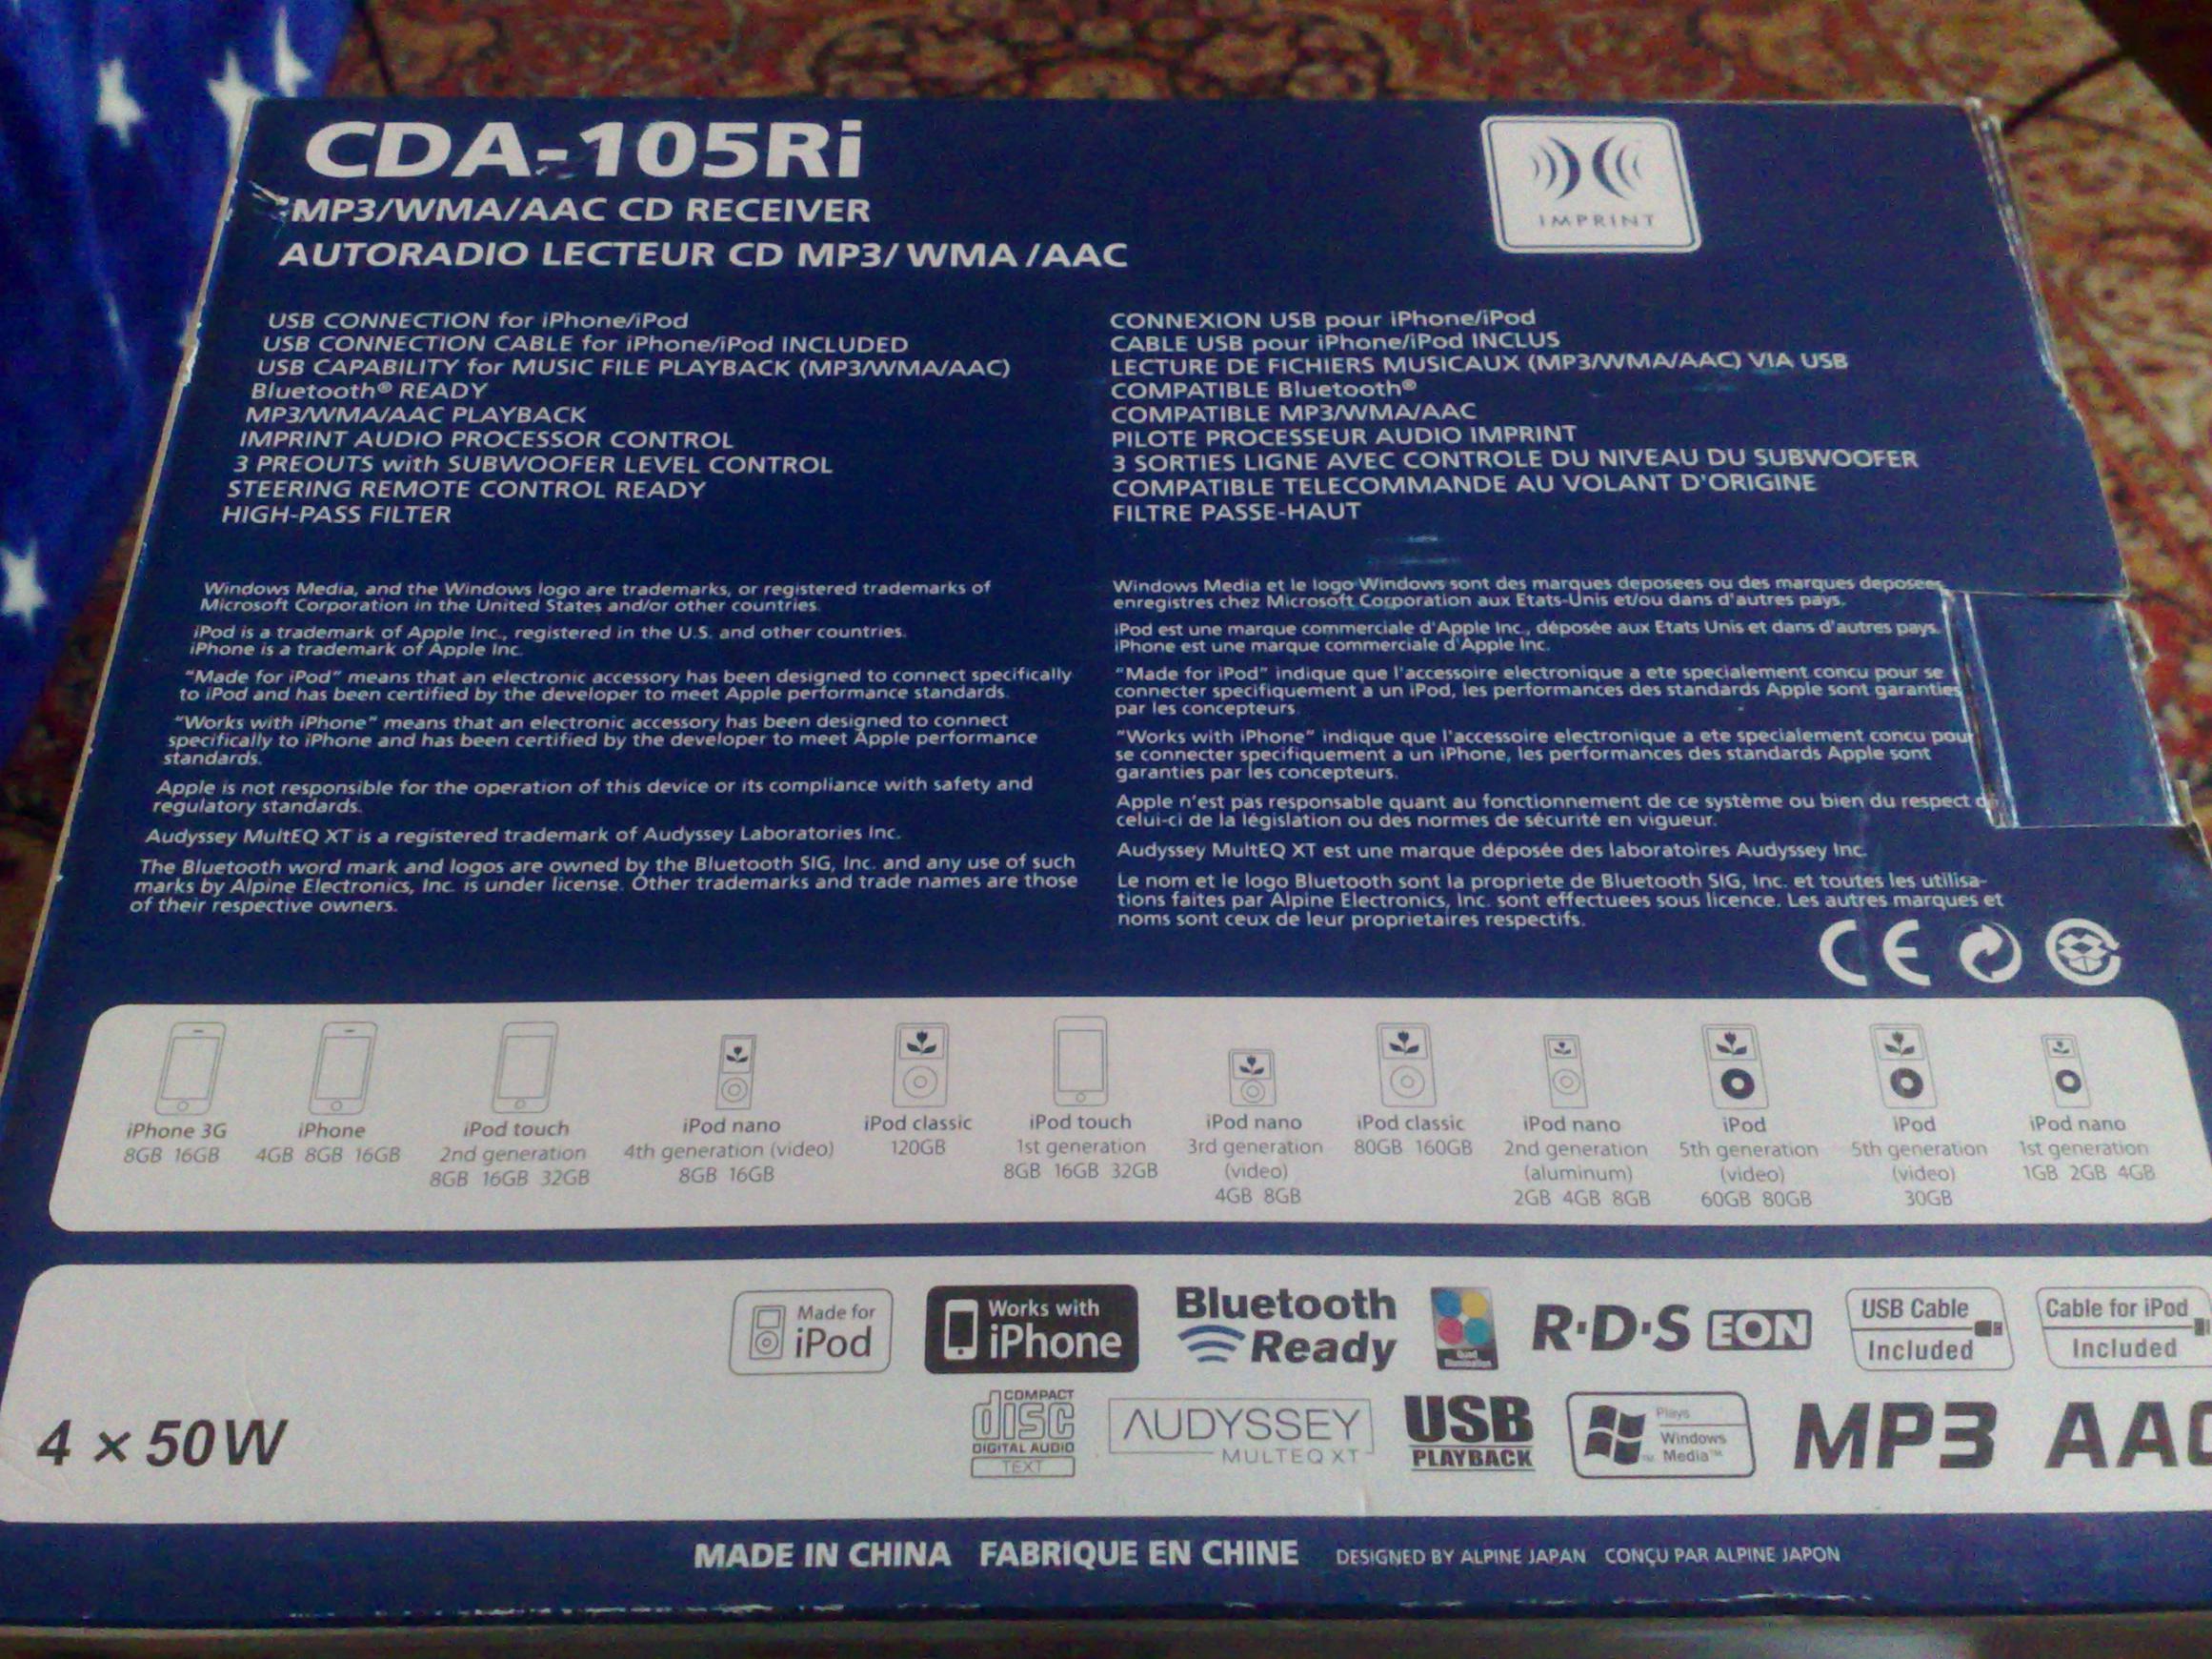 CDA-105Ri
MP3/WMA/AAC CD RECEIVER
AUTORADIO LECTEUR CD MP3/ WMA /AAC
IMPRINT
USB CONNECTION for iPhone/iPod
USB CONNECTION CABLE for iPhone/iPod INCLUDED
USB CAPABILITY for MUSIC FILE PLAYBACK (MP3/WMA/AAC)
Bluetooth® READY
MP3/WMA/AAC PLAYBACK
IMPRINT AUDIO PROCESSOR CONTROL
3 PREOUTS with SUBWOOFER LEVEL CONTROL
STEERING REMOTE CONTROL READY
HIGH-PASS FILTER
CONNEXION USB pour iPhone/iPod
CABLE USB pour iPhone/iPod INCLUS
LECTURE DE FICHIERS MUSICAUX (MP3/WMA/AAC) VIA USB
COMPATIBLE Bluetooth®
COMPATIBLE MP3/WMA/AAC
PILOTE PROCESSEUR AUDIO IMPRINT
3 SORTIES LIGNE AVEC CONTROLE DU NIVEAU DU SUBWOOFER
COMPATIBLE TELECOMMANDE AU VOLANT D'ORIGINE
FILTRE PASSE-HAUT
Windows Media, and the Windows logo are trademarks, or registered trademarks of
Microsoft Corporation in the United States and/or other countries.
iPod is a trademark of Apple Inc., registered in the U.S. and other countries.
iPhone is a trademark of Apple Inc.
"Made for iPod" means that an electronic accessory has been designed to connect specifically
to iPod and has been certified by the developer to meet Apple performance standards.
"Works with iPhone" means that an electronic accessory has been designed to connect
specifically to iPhone and has been certified by the developer to meet Apple performance
standards.
Apple is not responsible for the operation of this device or its compliance with safety and
regulatory standards.
Audyssey MultEQ XT is a registered trademark of Audyssey Laboratories Inc.
The Bluetooth word mark and logos are owned by the Bluetooth SIG, Inc. and any use of such
marks by Alpine Electronics, Inc. is under license. Other trademarks and trade names are those
of their respective owners.
Windows Media et le logo Windows sont des marques deposees ou des marques deposees
enregistres chez Microsoft Corporation aux Etats-Unis et/ou dans d'autres pays.
iPod est une marque commerciale d'Apple Inc., déposée aux Etats Unis et dans d'autres pays.
iPhone est une marque commerciale d'Apple Inc.
"Made for iPod" indique que l'accessoire electronique a ete specialement concu pour se
connecter specifiquement a un iPod, les performances des standards Apple sont garanties
par les concepteurs.
"Works with iPhone" indique que l'accessoire electronique a ete specialement concu pour
se connecter specifiquement a un iPhone, les performances des standards Apple sont
garanties par les concepteurs.
Apple n'est pas responsable quant au fonctionnement de ce système ou bien du respect
celui-ci de la législation ou des normes de sécurité en vigueur.
Audyssey MultEQ XT est une marque déposée des laboratoires Audyssey Inc.
Le nom et le logo Bluetooth sont la propriete de Bluetooth SIG, Inc. et toutes les utilisa-
tions faites par Alpine Electronics, Inc. sont effectuees sous licence. Les autres marques et
noms sont ceux de leur proprietaires respectifs.
CE
iPhone 3G
8GB 16GB
iPhone
4GB 8GB 16GB
iPod touch
2nd generation
8GB 16GB 32GB
iPod nano
4th generation (video)
8GB 16GB
iPod classic
120GB
iPod touch
1st generation
8GB 16GB 32GB
iPod nano
3rd generation
(video)
4GB 8GB
iPod classic
80GB 160GB
iPod nano
2nd generation
(aluminum)
2GB 4GB 8GB
iPod
5th generation
(video)
60GB 80GB
iPod
5th generation
(video)
30GB
iPod nano
1st generation
1GB 2GB 4GB
Made for
iPod
Works with
iPhone
Bluetooth
Ready
R·D·S EON
USB Cable
Included
Cable for iPod
Included
4 × 50W
COMPACT
disc
DIGITAL AUDIO
TEXT
AUDYSSEY
MULTEQ XT
USB
PLAYBACK
Plays
Windows
Media™
MP3
AAC
MADE IN CHINA FABRIQUE EN CHINE DESIGNED BY ALPINE JAPAN CONÇU PAR ALPINE JAPON